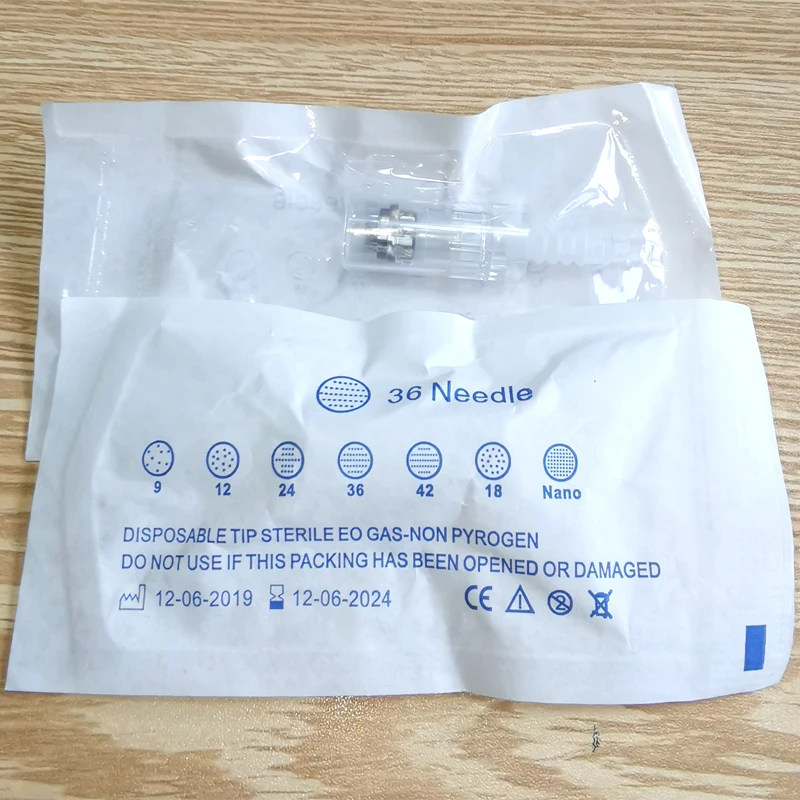 36 Needle
9 12 24 36 42 18 Nano
DISPOSABLE TIP STERILE EO GAS-NON PYROGEN
DO NOT USE IF THIS PACKING HAS BEEN OPENED OR DAMAGED
12-06-2019 12-06-2024 CE 2